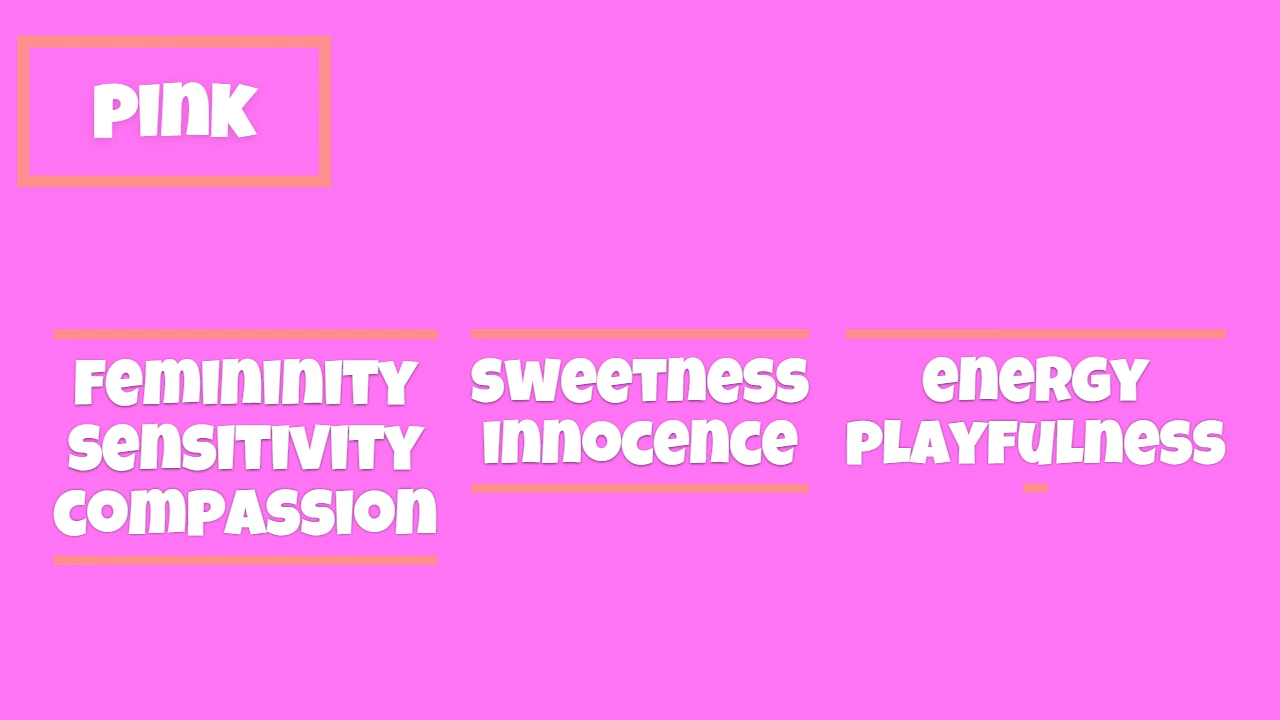 PINK
FEMININITY
SENSITIVITY
COMPASSION
SWEETNESS
INNOCENCE
ENERGY
PLAYFULNESS